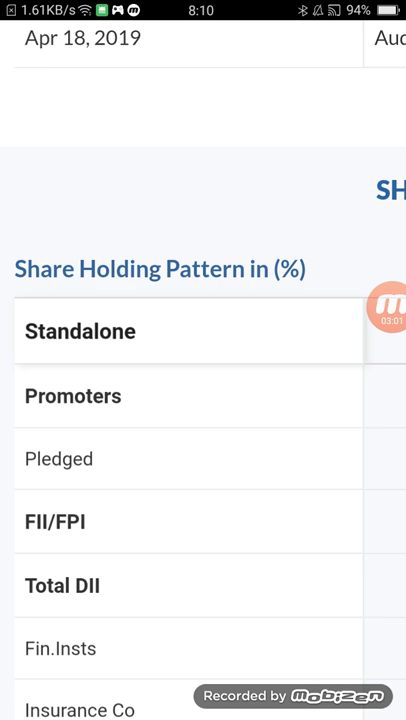 1.61KB/s 8:10 94%
Apr 18, 2019 Aud
SH
Share Holding Pattern in (%)
03:01
Standalone
Promoters
Pledged
FII/FPI
Total DII
Fin.Insts
Recorded by mobizen
Insurance Co